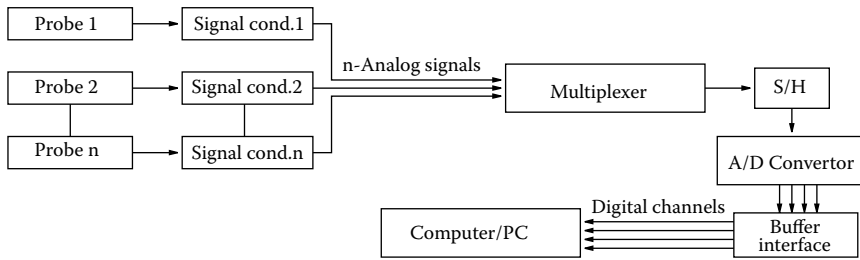 Probe 1
Signal cond.1
n-Analog signals
Probe 2
Signal cond.2
Multiplexer
S/H
Probe n
Signal cond.n
A/D Convertor
Digital channels
Computer/PC
Buffer
interface